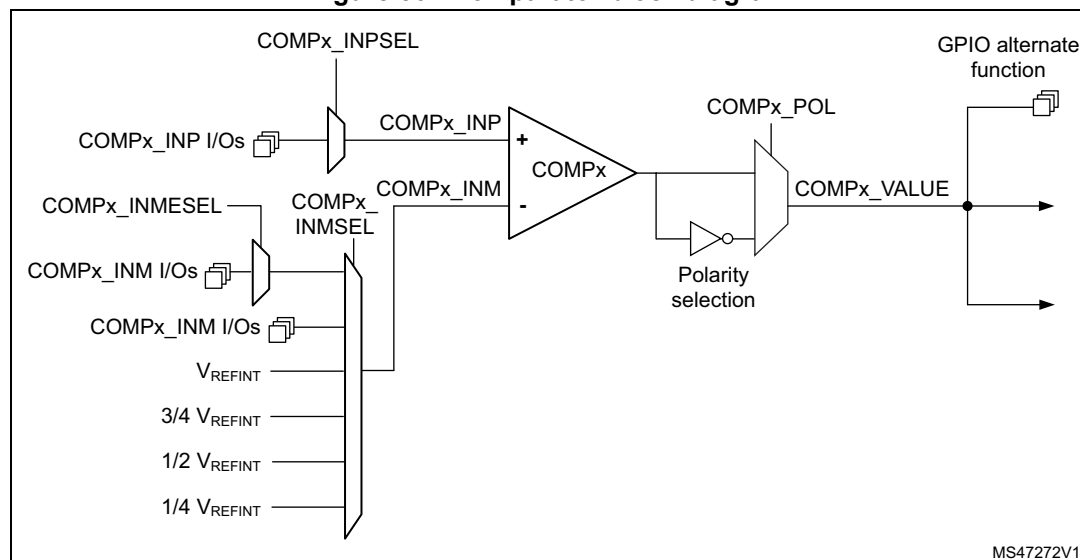 COMPx_INPSEL
GPIO alternate
function
COMPx_POL
COMPx_INP
COMPx_INP I/Os
+
COMPx
COMPx_INM
-
COMPx_VALUE
COMPx_INMESEL
COMPx_
INMSEL
COMPx_INM I/Os
Polarity
selection
COMPx_INM I/Os
VREFINT
3/4 VREFINT
1/2 VREFINT
1/4 VREFINT
MS47272V1